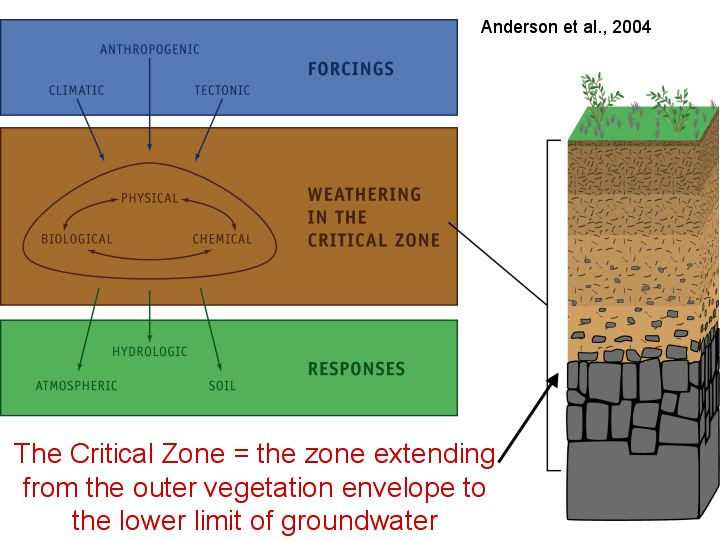 Anderson et al., 2004
ANTHROPOGENIC
CLIMATIC
TECTONIC
FORCINGS
PHYSICAL
BIOLOGICAL
CHEMICAL
WEATHERING
IN THE
CRITICAL ZONE
HYDROLOGIC
ATMOSPHERIC
SOIL
RESPONSES
The Critical Zone = the zone extending
from the outer vegetation envelope to
the lower limit of groundwater